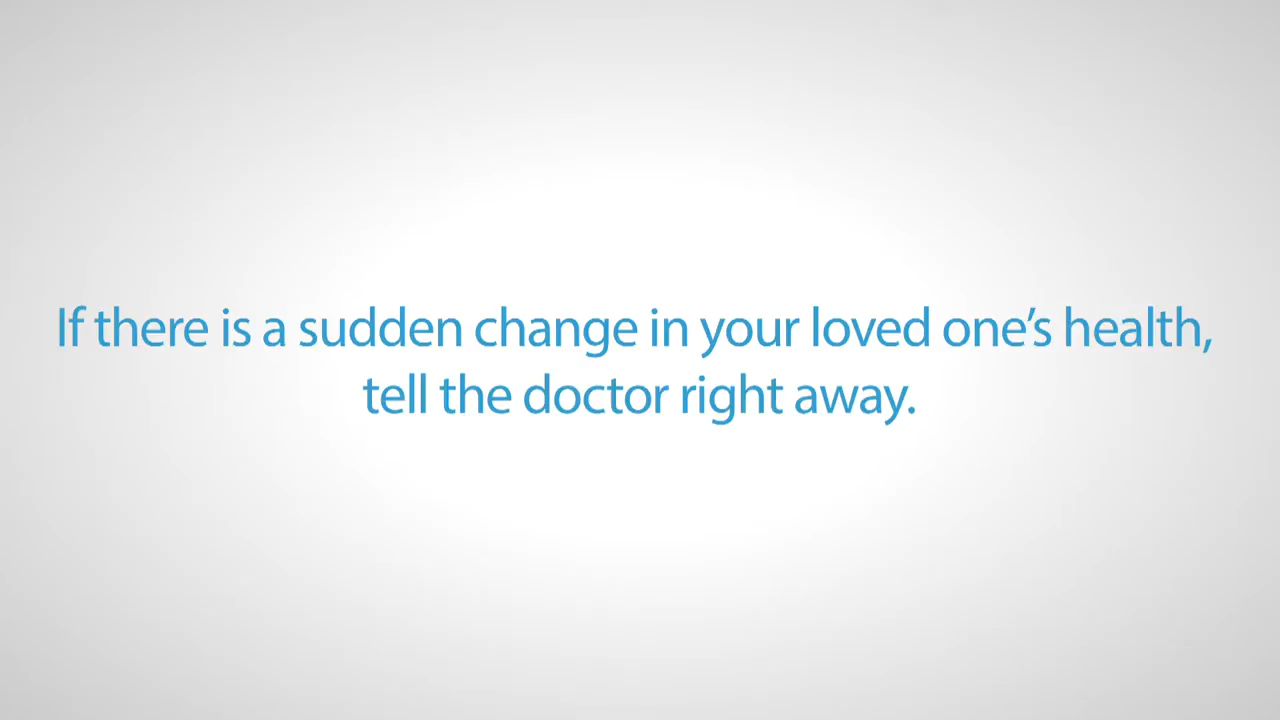 If there is a sudden change in your loved one’s health,
tell the doctor right away.